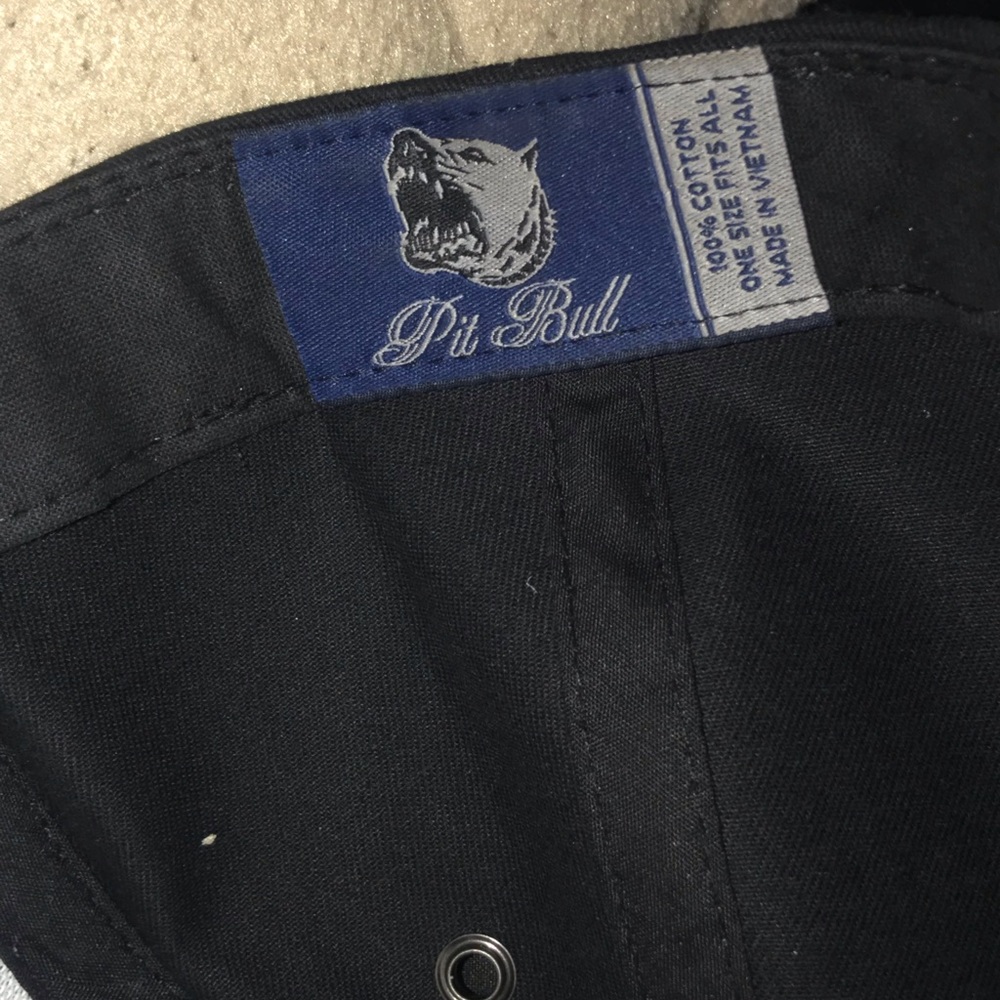 Pit Bull
100% COTTON
ONE SIZE FITS ALL
MADE IN VIETNAM